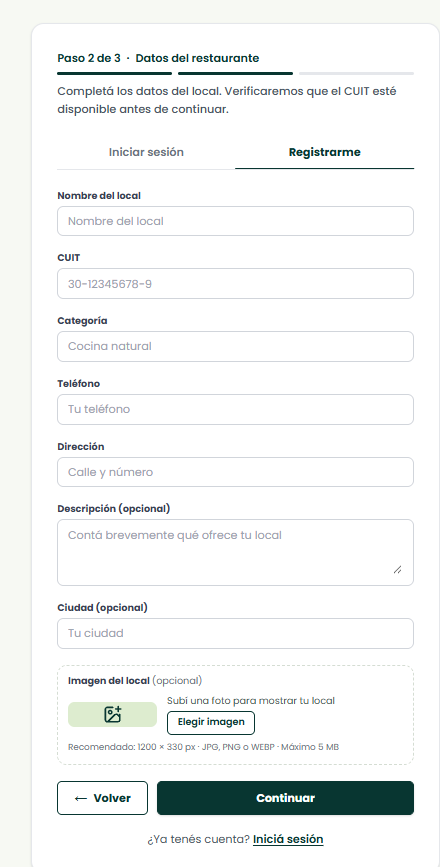 Paso 2 de 3 · Datos del restaurante
Completá los datos del local. Verificaremos que el CUIT esté
disponible antes de continuar.
Iniciar sesión Registrarme
Nombre del local
Nombre del local
CUIT
30-12345678-9
Categoría
Cocina natural
Teléfono
Tu teléfono
Dirección
Calle y número
Descripción (opcional)
Contá brevemente qué ofrece tu local
Ciudad (opcional)
Tu ciudad
Imagen del local (opcional)
Subí una foto para mostrar tu local
Elegir imagen
Recomendado: 1200 × 330 px · JPG, PNG o WEBP · Máximo 5 MB
← Volver Continuar
¿Ya tenés cuenta? Iniciá sesión